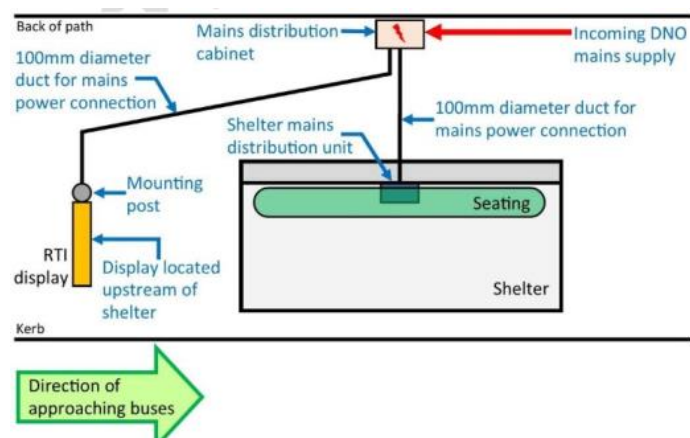 Back of path
Mains distribution
cabinet
Incoming DNO
mains supply
100mm diameter
duct for mains
power connection
100mm diameter duct for
mains power connection
Shelter mains
distribution unit
Mounting
post
Seating
RTI
display
Display located
upstream of
shelter
Shelter
Kerb
Direction of
approaching buses